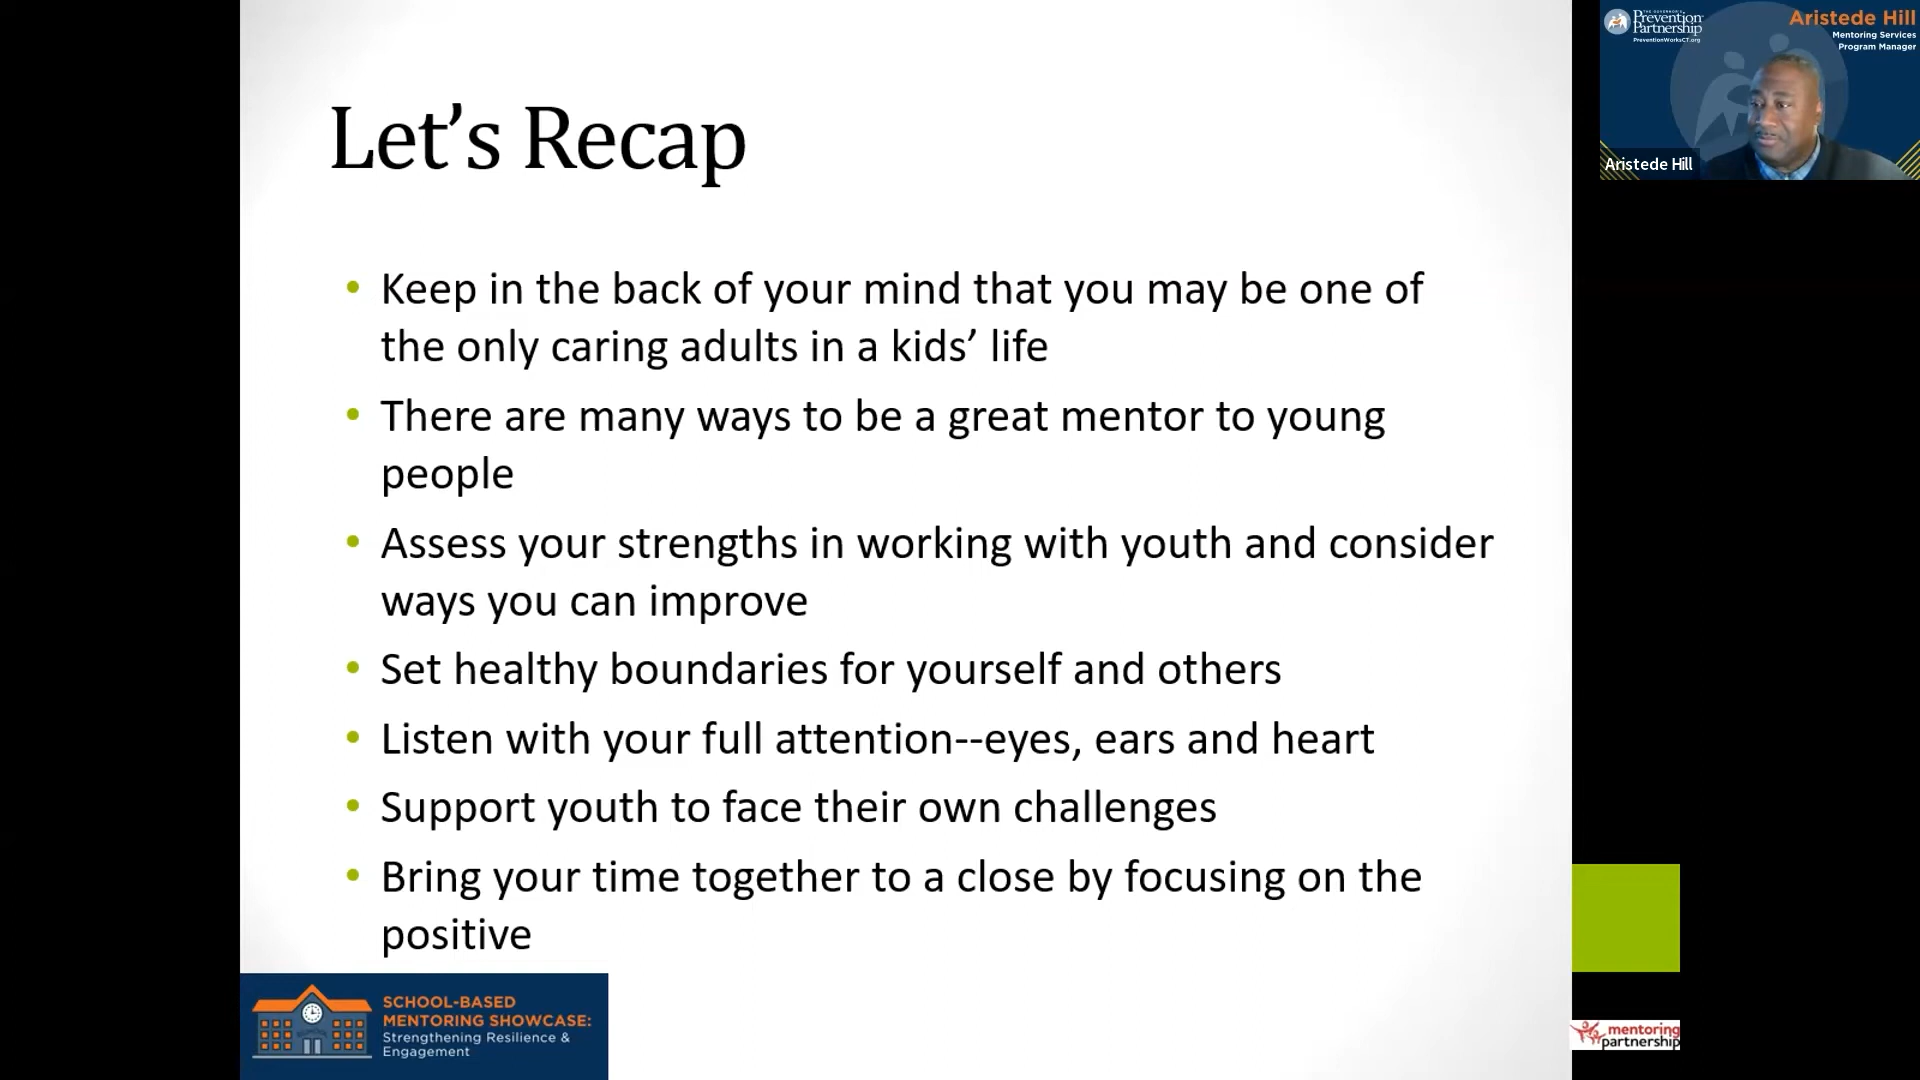 Let’s Recap
• Keep in the back of your mind that you may be one of
the only caring adults in a kids’ life
• There are many ways to be a great mentor to young
people
• Assess your strengths in working with youth and consider
ways you can improve
• Set healthy boundaries for yourself and others
• Listen with your full attention--eyes, ears and heart
• Support youth to face their own challenges
• Bring your time together to a close by focusing on the
positive
SCHOOL-BASED
MENTORING SHOWCASE:
Strengthening Resilience &
Engagement
mentoring
partnership
THE GOVERNOR'S
Prevention
Partnership
PreventionWorksCT.org
Aristede Hill
Mentoring Services
Program Manager
Aristede Hill